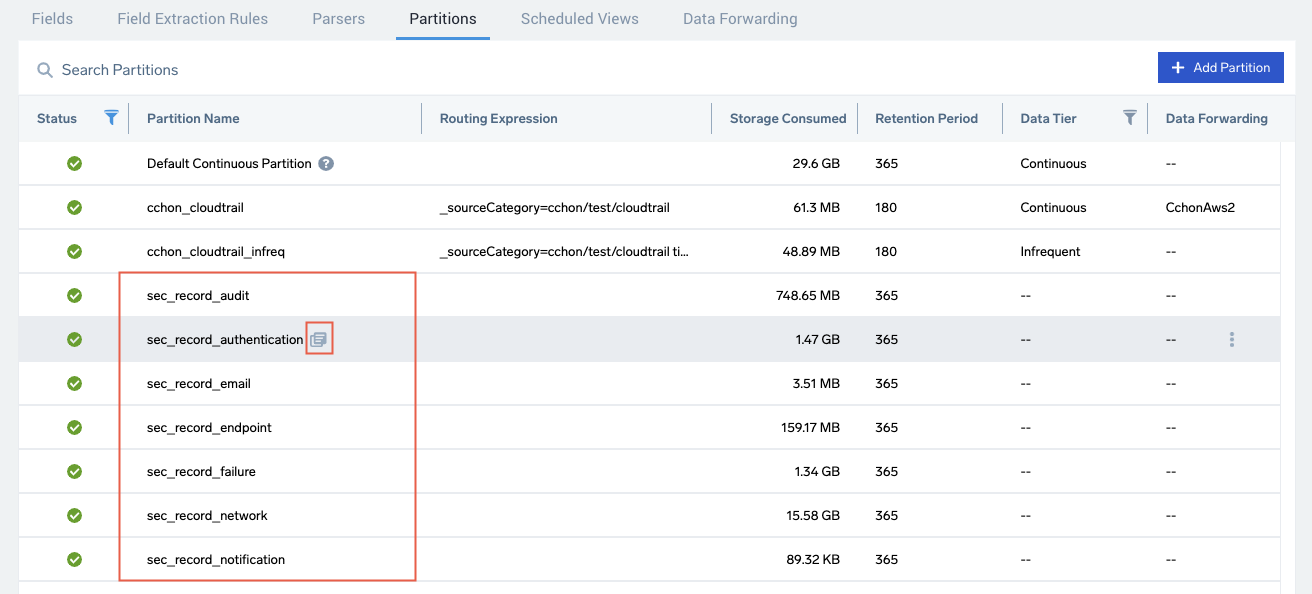 Fields Field Extraction Rules Parsers Partitions Scheduled Views Data Forwarding
Search Partitions + Add Partition
Status Partition Name Routing Expression Storage Consumed Retention Period Data Tier Data Forwarding
Default Continuous Partition ? 29.6 GB 365 Continuous --
cchon_cloudtrail _sourceCategory=cchon/test/cloudtrail 61.3 MB 180 Continuous CchonAws2
cchon_cloudtrail_infreq _sourceCategory=cchon/test/cloudtrail ti... 48.89 MB 180 Infrequent --
sec_record_audit 748.65 MB 365 -- --
sec_record_authentication 1.47 GB 365 -- --
sec_record_email 3.51 MB 365 -- --
sec_record_endpoint 159.17 MB 365 -- --
sec_record_failure 1.34 GB 365 -- --
sec_record_network 15.58 GB 365 -- --
sec_record_notification 89.32 KB 365 -- --